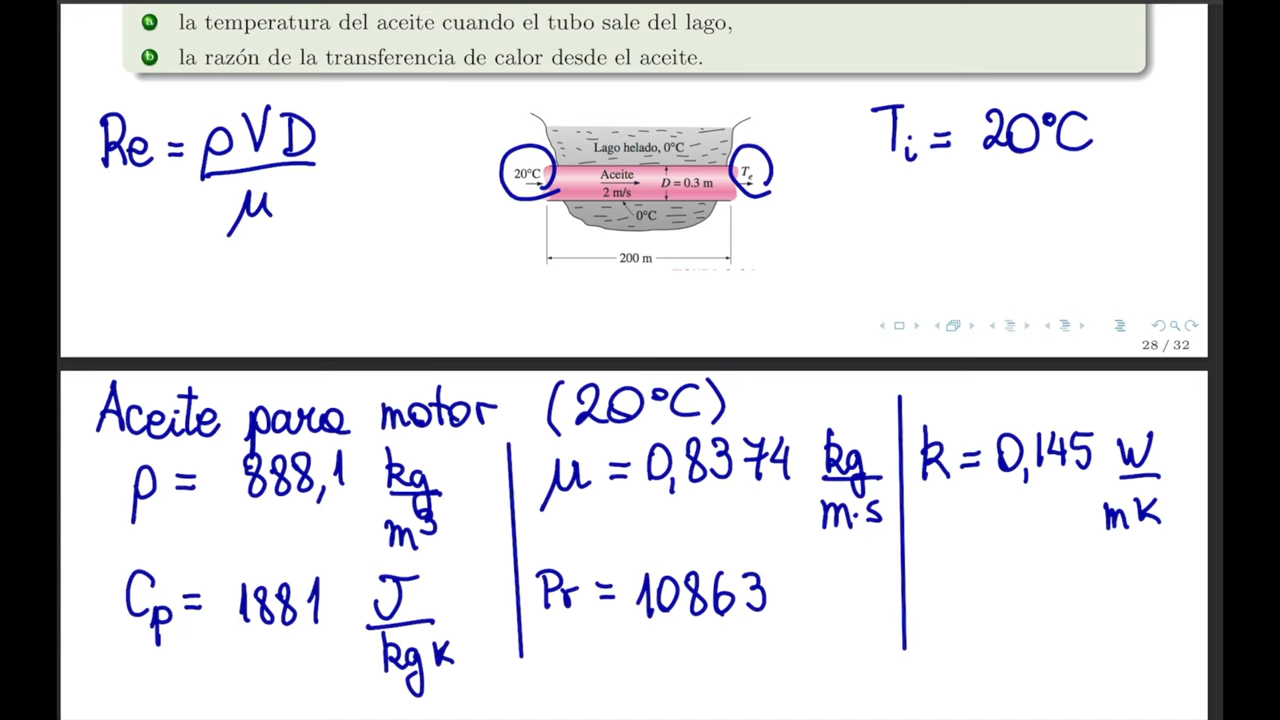 a la temperatura del aceite cuando el tubo sale del lago,
b la razón de la transferencia de calor desde el aceite.
Re = ρVD / μ
Lago helado, 0°C
20°C
Aceite
2 m/s
D = 0.3 m
Te
0°C
200 m
Ti = 20°C
28 / 32
Aceite para motor (20°C)
ρ = 888,1 kg/m³
μ = 0,8374 kg/m·s
k = 0,145 W/mK
Cp = 1881 J/kgK
Pr = 10863